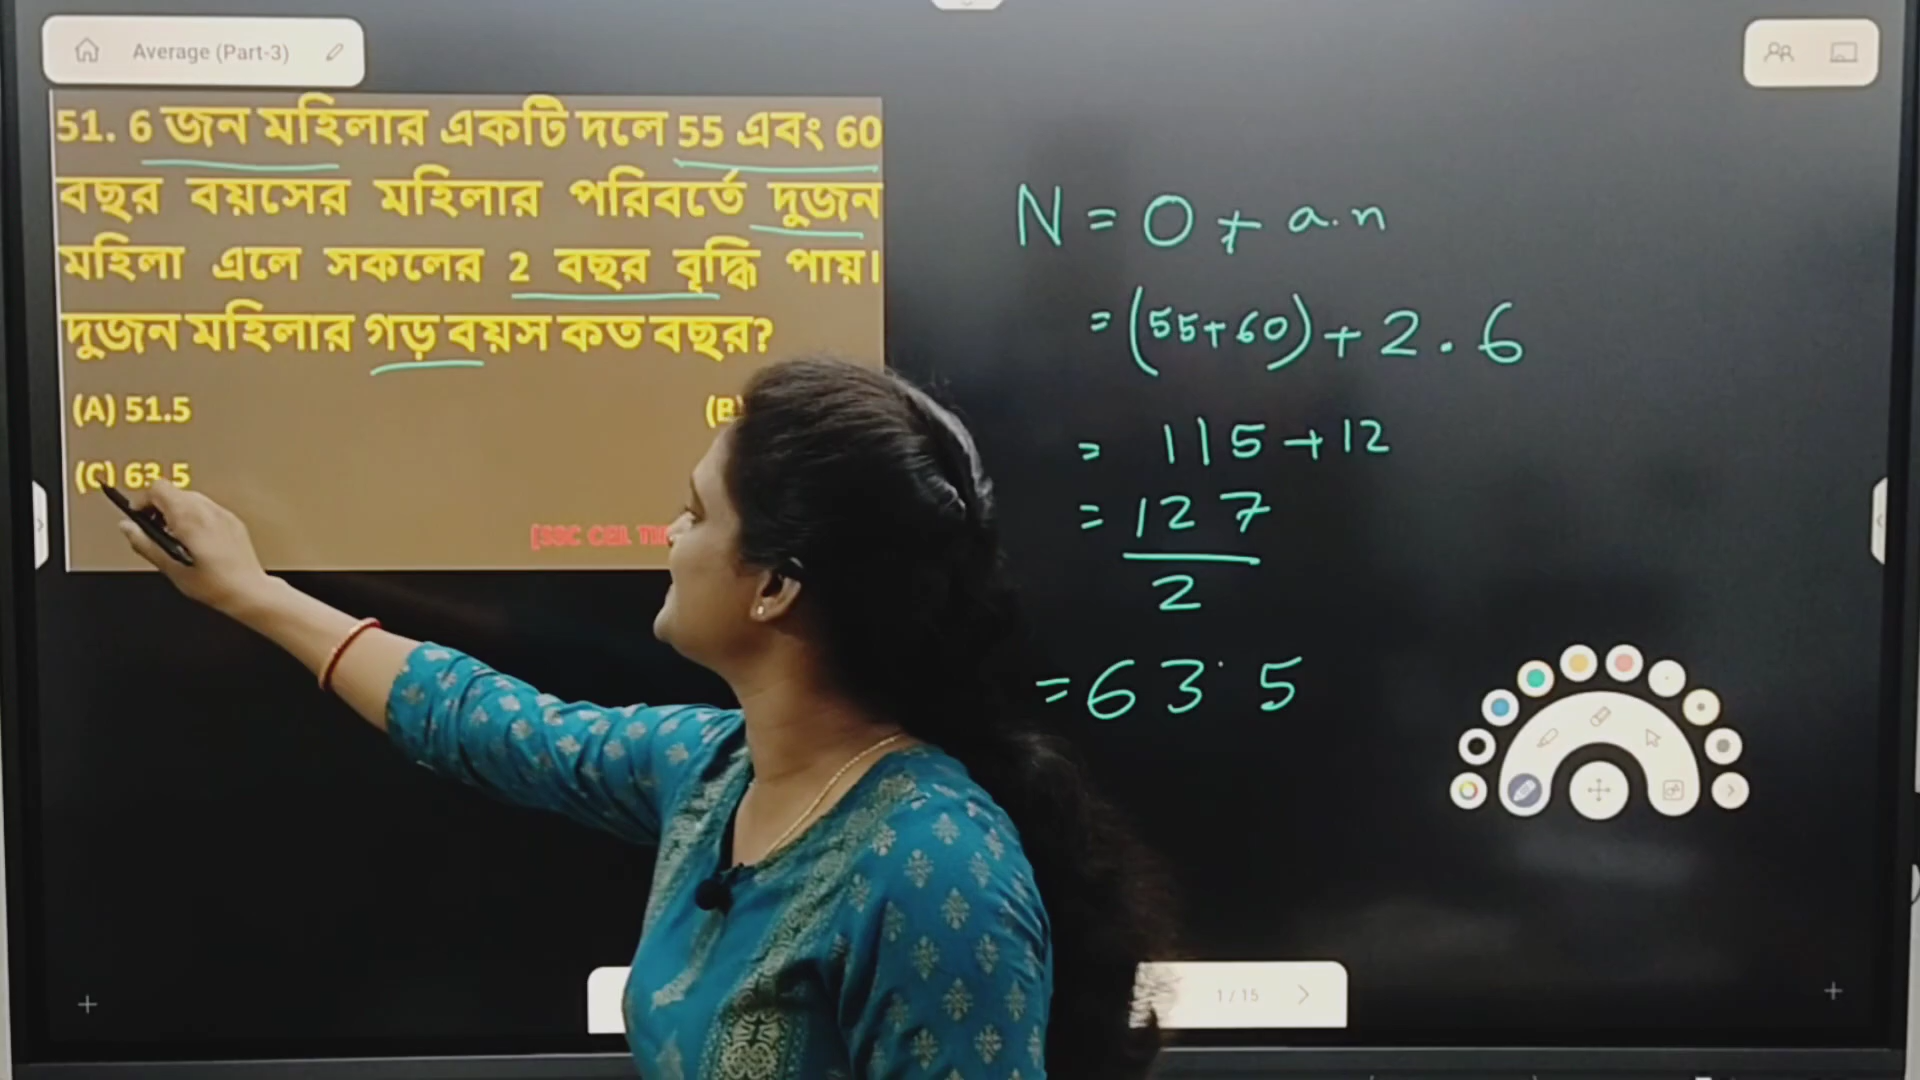 Average (Part-3)
51. 6 জন মহিলার একটি দলে 55 এবং 60
বছর বয়সের মহিলার পরিবর্তে দুজন
মহিলা এলে সকলের 2 বছর বৃদ্ধি পায়।
দুজন মহিলার গড় বয়স কত বছর?
(A) 51.5
(B)
(C) 63.5
[SSC CGL
N = O + a.n
= (55+60) + 2 . 6
= 115 + 12
= 127
2
= 63.5
1 / 15